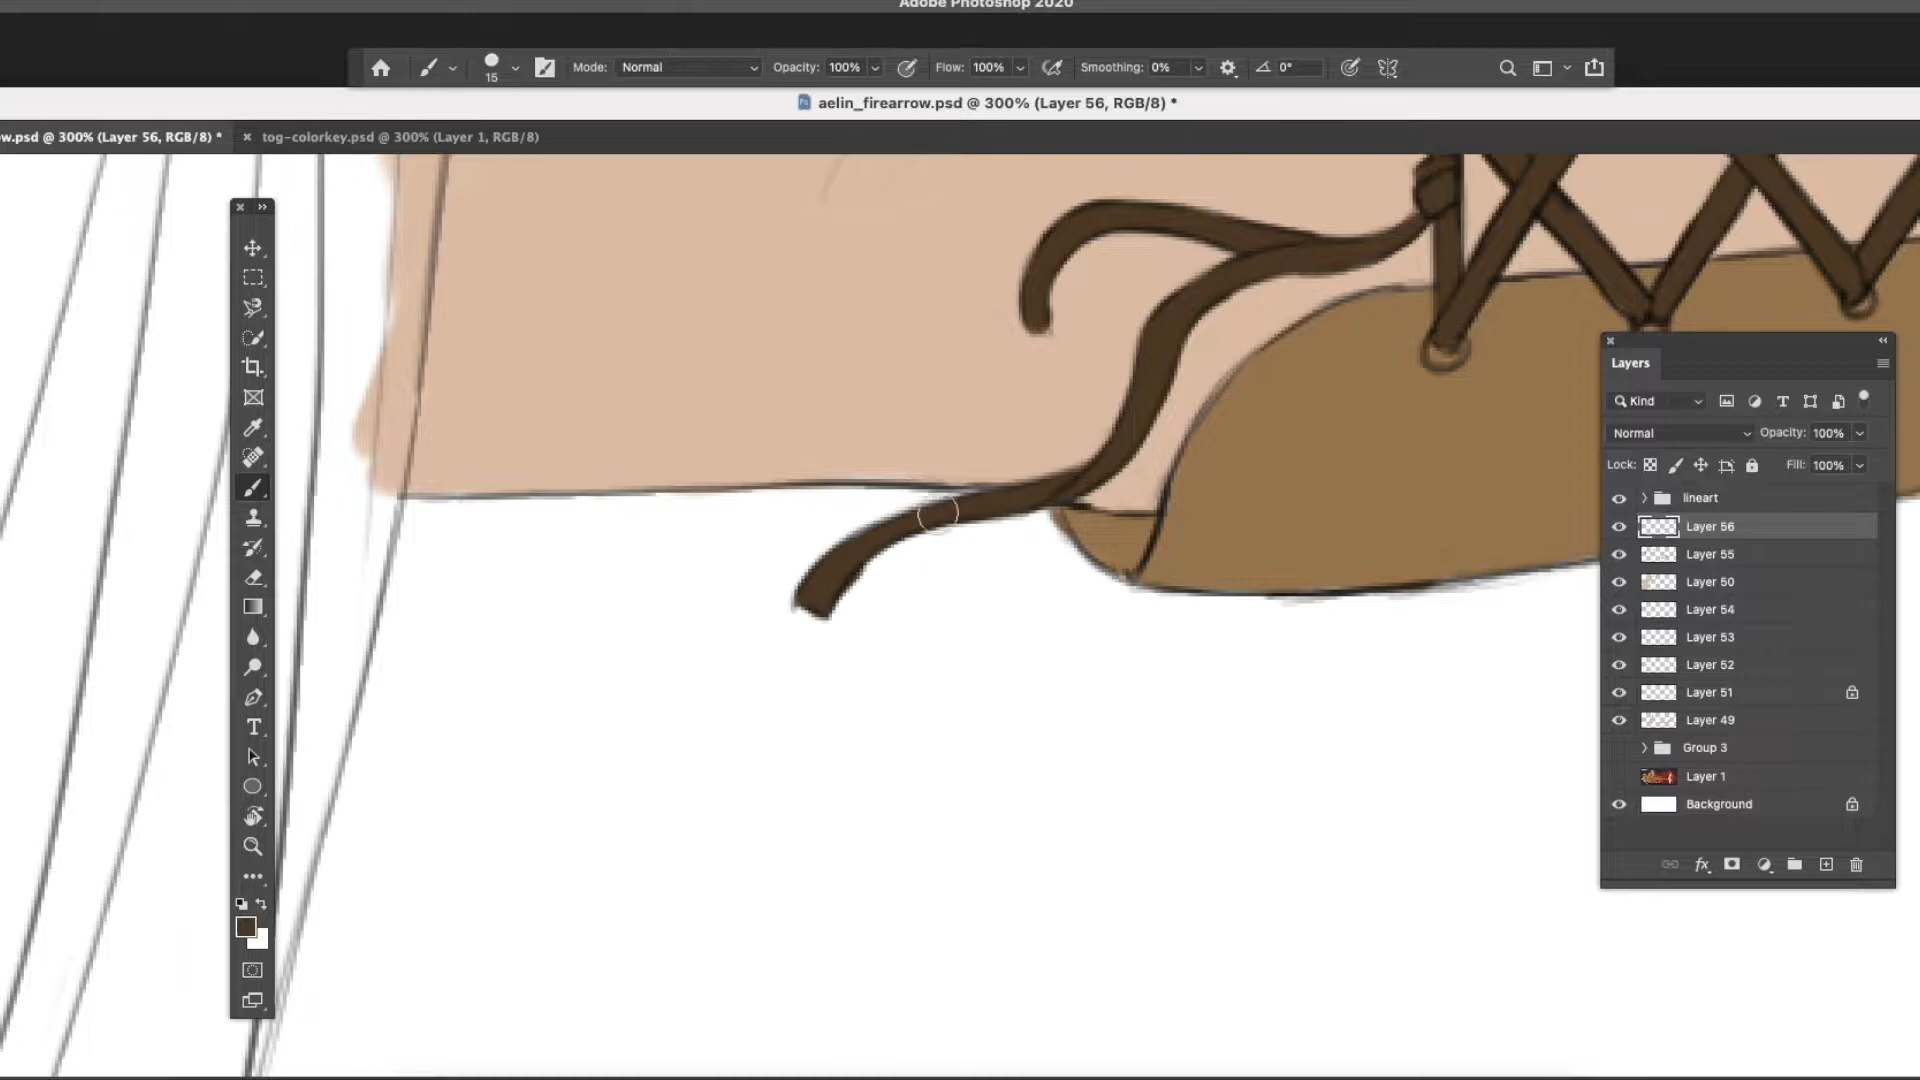 Adobe Photoshop 2020
15
Mode: Normal Opacity: 100% Flow: 100% Smoothing: 0% 0°
aelin_firearrow.psd @ 300% (Layer 56, RGB/8) *
ow.psd @ 300% (Layer 56, RGB/8) * tog-colorkey.psd @ 300% (Layer 1, RGB/8)
Layers
Kind
Normal Opacity: 100%
Lock: Fill: 100%
lineart
Layer 56
Layer 55
Layer 50
Layer 54
Layer 53
Layer 52
Layer 51
Layer 49
Group 3
Layer 1
Background
fx